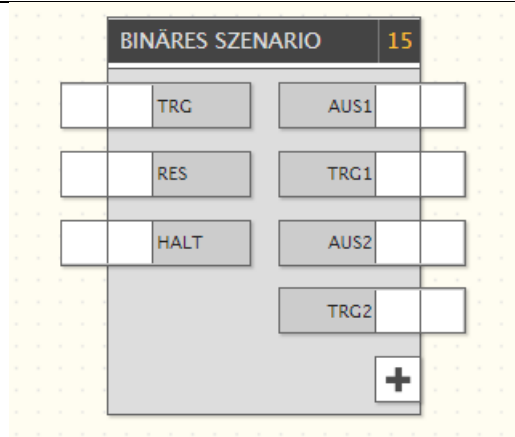 BINÄRES SZENARIO 15
TRG AUS1
RES TRG1
HALT AUS2
TRG2
+